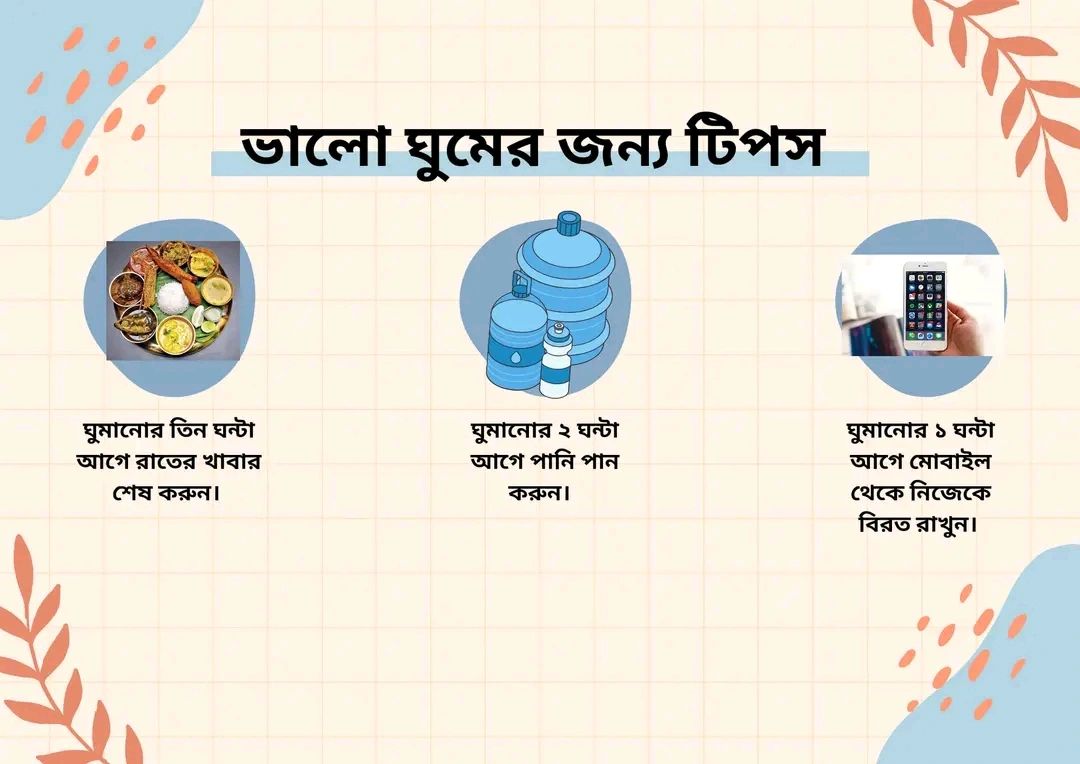 ভালো ঘুমের জন্য টিপস
ঘুমানোর তিন ঘন্টা
আগে রাতের খাবার
শেষ করুন।
ঘুমানোর ২ ঘন্টা
আগে পানি পান
করুন।
ঘুমানোর ১ ঘন্টা
আগে মোবাইল
থেকে নিজেকে
বিরত রাখুন।